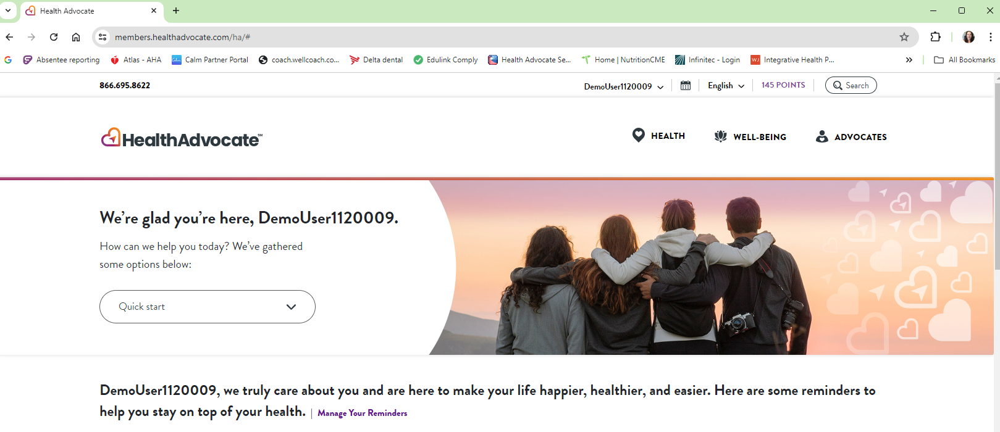 Health Advocate
members.healthadvocate.com/ha/#
Absentee reporting
Atlas - AHA
Calm Partner Portal
coach.wellcoach.co...
Delta dental
Edulink Comply
Health Advocate Se...
Home | NutritionCME
Infinitec - Login
WJ
Integrative Health P...
All Bookmarks
866.695.8622
DemoUser1120009
English
145 POINTS
Search
HealthAdvocate℠
HEALTH
WELL-BEING
ADVOCATES
We’re glad you’re here, DemoUser1120009.
How can we help you today? We’ve gathered
some options below:
Quick start
DemoUser1120009, we truly care about you and are here to make your life happier, healthier, and easier. Here are some reminders to
help you stay on top of your health. | Manage Your Reminders